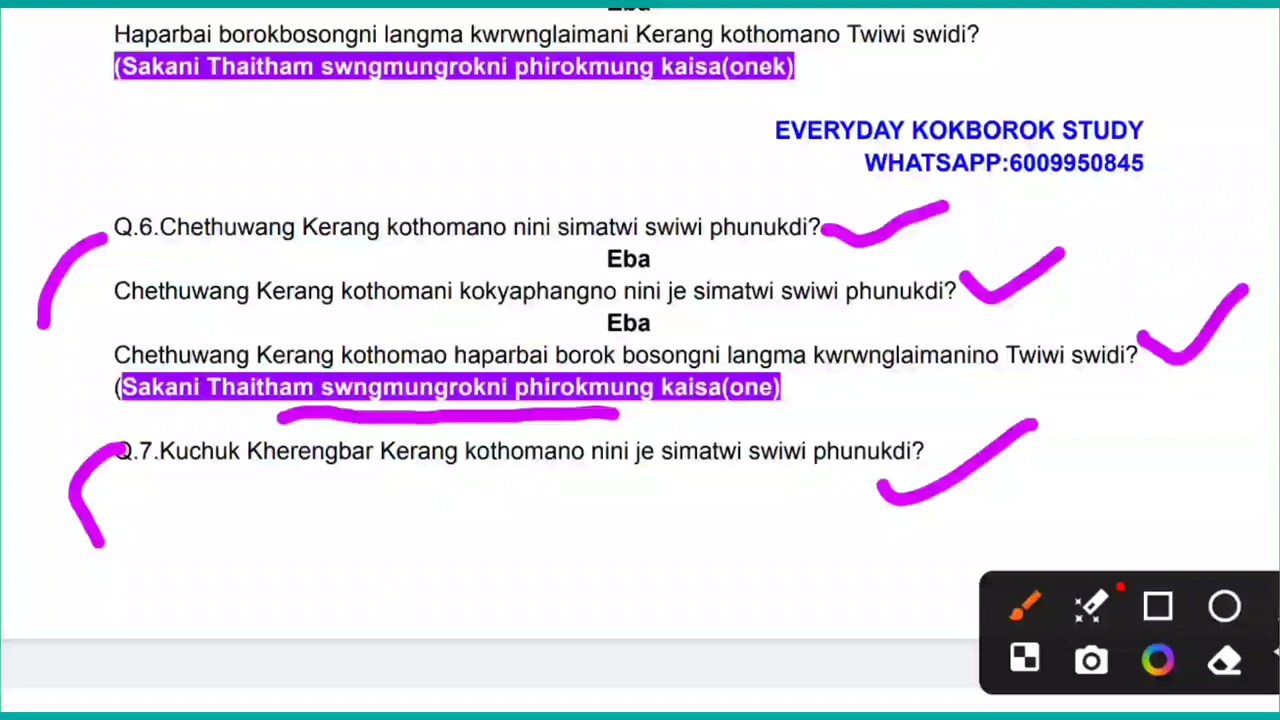 Eba
Haparbai borokbosongni langma kwrwnglaimani Kerang kothomano Twiwi swidi?
(Sakani Thaitham swngmungrokni phirokmung kaisa(onek)
EVERYDAY KOKBOROK STUDY
WHATSAPP:6009950845
Q.6.Chethuwang Kerang kothomano nini simatwi swiwi phunukdi?
Eba
Chethuwang Kerang kothomani kokyaphangno nini je simatwi swiwi phunukdi?
Eba
Chethuwang Kerang kothomao haparbai borok bosongni langma kwrwnglaimanino Twiwi swidi?
(Sakani Thaitham swngmungrokni phirokmung kaisa(one)
Q.7.Kuchuk Kherengbar Kerang kothomano nini je simatwi swiwi phunukdi?